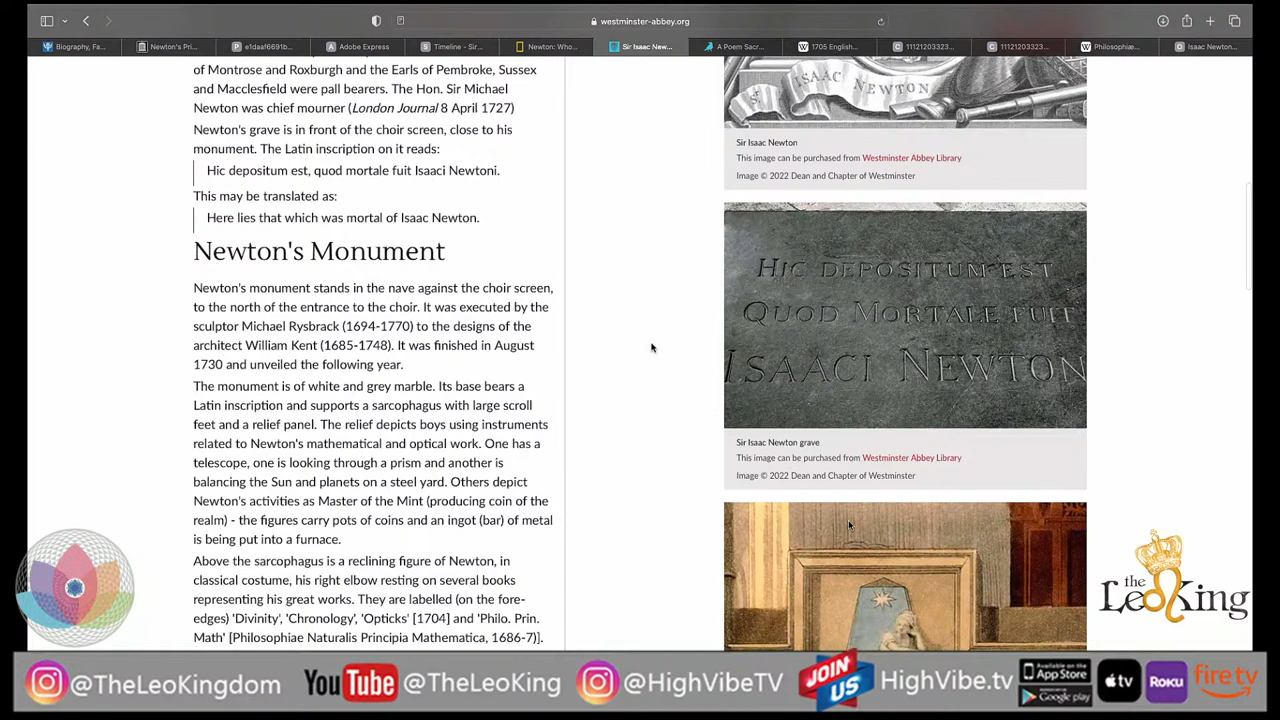 westminster-abbey.org
Biography, Fa...
Newton's Pri...
e1daaf6691b...
Adobe Express
Timeline - Sir...
Newton: Who...
Sir Isaac New...
A Poem Sacr...
1705 English...
11121203323...
11121203323...
Philosophiæ...
Isaac Newton...
of Montrose and Roxburgh and the Earls of Pembroke, Sussex
and Macclesfield were pall bearers. The Hon. Sir Michael
Newton was chief mourner (London Journal 8 April 1727)
Newton's grave is in front of the choir screen, close to his
monument. The Latin inscription on it reads:
Hic depositum est, quod mortale fuit Isaaci Newtoni.
This may be translated as:
Here lies that which was mortal of Isaac Newton.
Newton's Monument
Newton's monument stands in the nave against the choir screen,
to the north of the entrance to the choir. It was executed by the
sculptor Michael Rysbrack (1694-1770) to the designs of the
architect William Kent (1685-1748). It was finished in August
1730 and unveiled the following year.
The monument is of white and grey marble. Its base bears a
Latin inscription and supports a sarcophagus with large scroll
feet and a relief panel. The relief depicts boys using instruments
related to Newton's mathematical and optical work. One has a
telescope, one is looking through a prism and another is
balancing the Sun and planets on a steel yard. Others depict
Newton's activities as Master of the Mint (producing coin of the
realm) - the figures carry pots of coins and an ingot (bar) of metal
is being put into a furnace.
Above the sarcophagus is a reclining figure of Newton, in
classical costume, his right elbow resting on several books
representing his great works. They are labelled (on the fore-
edges) 'Divinity', 'Chronology', 'Opticks' [1704] and 'Philo. Prin.
Math' [Philosophiae Naturalis Principia Mathematica, 1686-7)].
Sr. ISAAC NEWTON
Sir Isaac Newton
This image can be purchased from Westminster Abbey Library
Image © 2022 Dean and Chapter of Westminster
HIC DEPOSITUM EST
QUOD MORTALE FUIT
ISAACI NEWTON
Sir Isaac Newton grave
This image can be purchased from Westminster Abbey Library
Image © 2022 Dean and Chapter of Westminster
the LeoKing
@TheLeoKingdom
YouTube @TheLeoKing
@HighVibeTV
JOIN US
HighVibe.tv
Available on the App Store
GET IT ON Google play
tv
Roku
fire tv